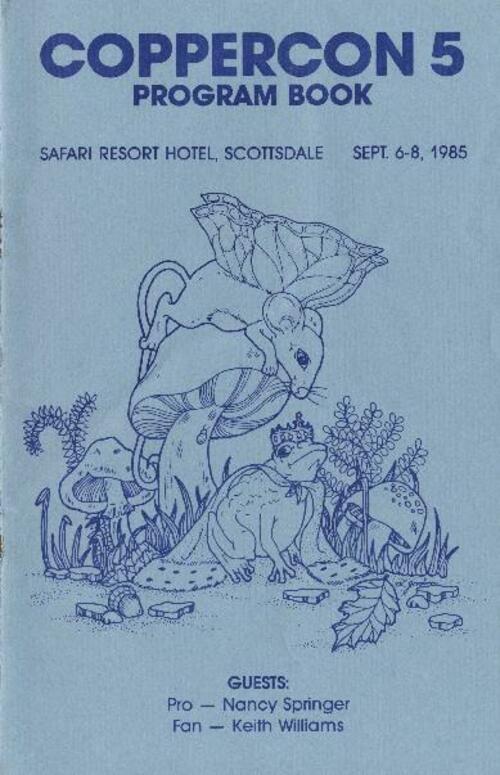 COPPERCON 5
PROGRAM BOOK
SAFARI RESORT HOTEL, SCOTTSDALE SEPT. 6-8, 1985
GUESTS:
Pro — Nancy Springer
Fan — Keith Williams